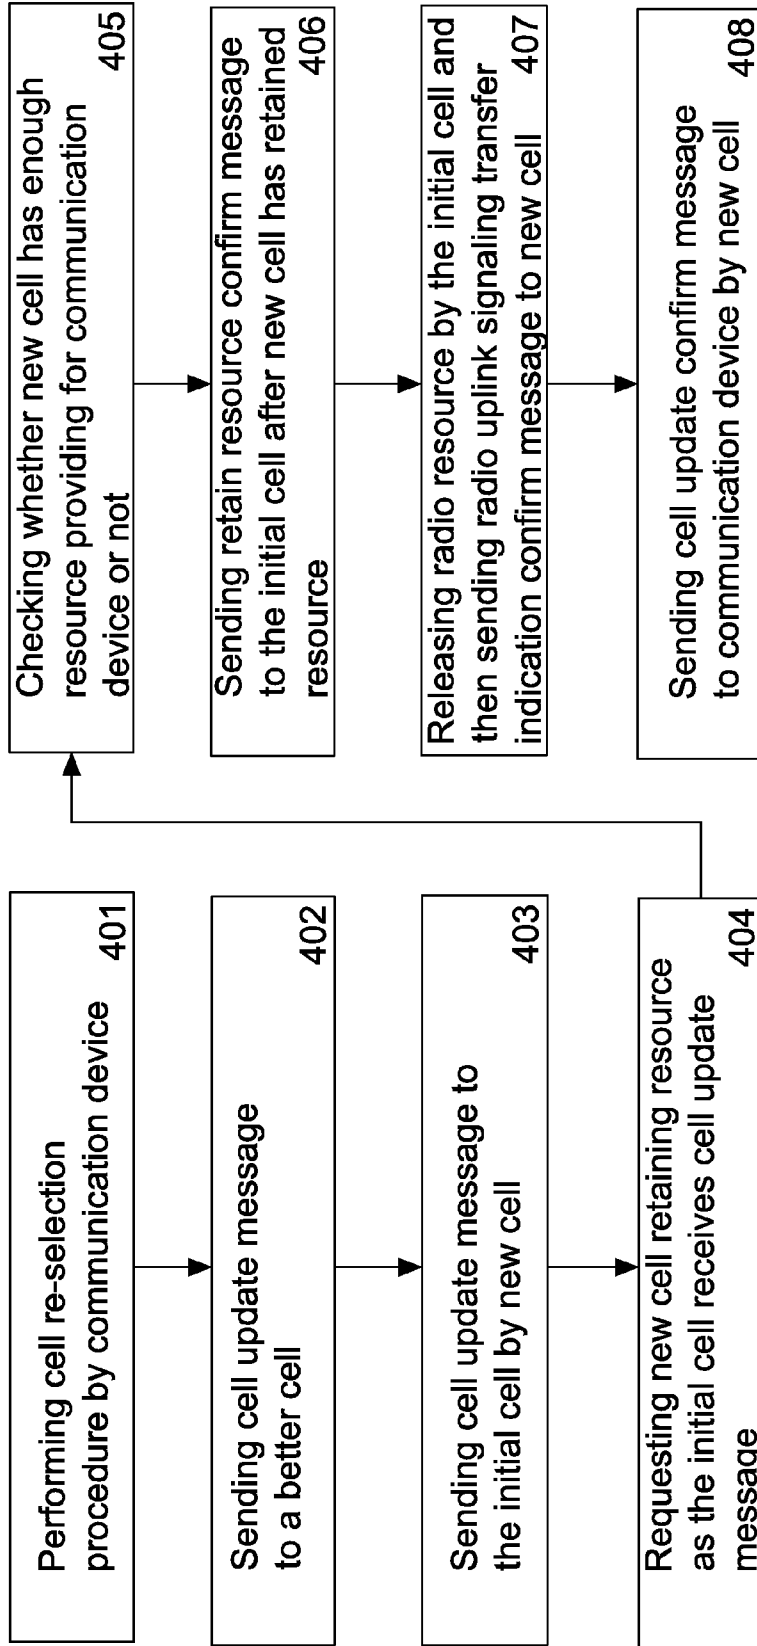 Performing cell re-selection
procedure by communication device
401
Sending cell update message
to a better cell
402
Sending cell update message to
the initial cell by new cell
403
Requesting new cell retaining resource
as the initial cell receives cell update
message
404
Checking whether new cell has enough
resource providing for communication
device or not
405
Sending retain resource confirm message
to the initial cell after new cell has retained
resource
406
Releasing radio resource by the initial cell and
then sending radio uplink signaling transfer
indication confirm message to new cell
407
Sending cell update confirm message
to communication device by new cell
408